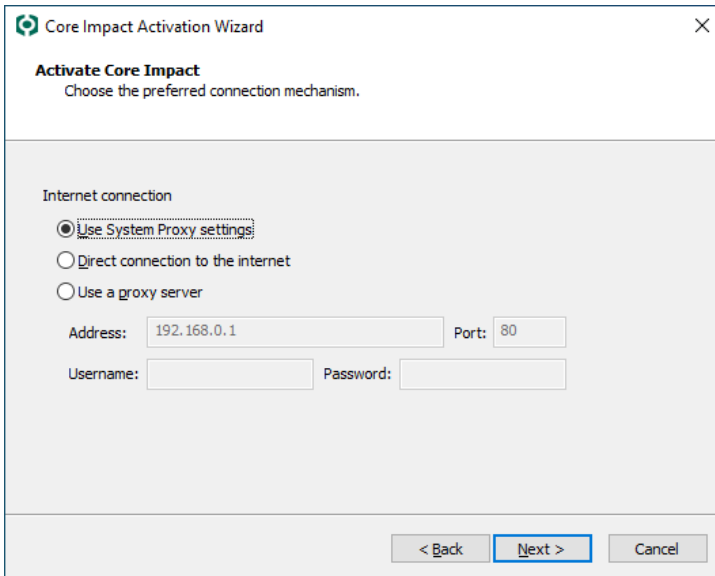 Core Impact Activation Wizard
Activate Core Impact
Choose the preferred connection mechanism.
Internet connection
Use System Proxy settings
Direct connection to the internet
Use a proxy server
Address: 192.168.0.1 Port: 80
Username: Password:
< Back Next > Cancel